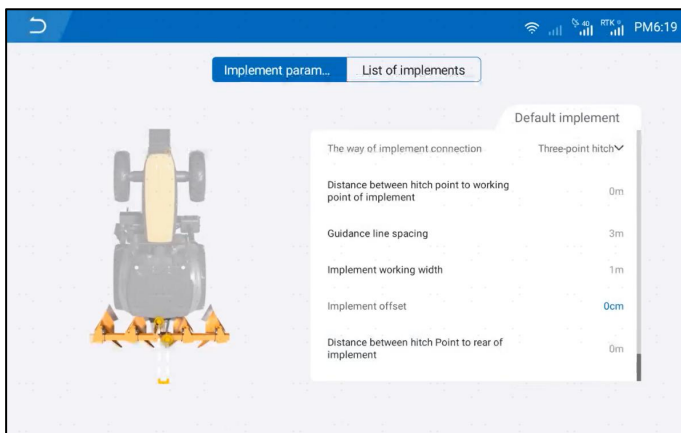 40 RTK PM6:19
Implement param... List of implements
Default implement
The way of implement connection Three-point hitch
Distance between hitch point to working
point of implement 0m
Guidance line spacing 3m
Implement working width 1m
Implement offset 0cm
Distance between hitch Point to rear of
implement 0m